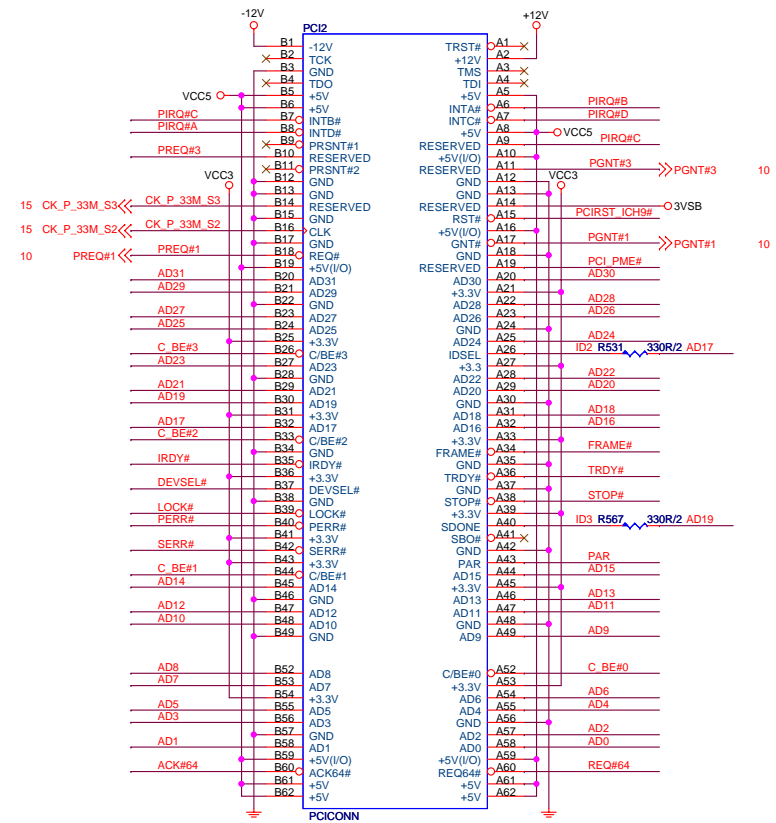 -12V +12V
PCI2
B1 -12V TRST# A1
B2 TCK +12V A2
B3 GND TMS A3
B4 TDO TDI A4
VCC5 B5 +5V +5V A5
B6 +5V INTA# A6 PIRQ#B
PIRQ#C B7 INTB# INTC# A7 PIRQ#D
PIRQ#A B8 INTD# +5V A8 VCC5
B9 PRSNT#1 RESERVED A9 PIRQ#C
PREQ#3 B10 RESERVED +5V(I/O) A10
B11 PRSNT#2 RESERVED A11 PGNT#3 PGNT#3 10
VCC3 B12 GND GND A12 VCC3
B13 GND GND A13
15 CK_P_33M_S3 CK_P_33M_S3 B14 RESERVED RESERVED A14 3VSB
B15 GND RST# A15 PCIRST_ICH9#
15 CK_P_33M_S2 CK_P_33M_S2 B16 CLK +5V(I/O) A16
B17 GND GNT# A17 PGNT#1 PGNT#1 10
10 PREQ#1 PREQ#1 B18 REQ# GND A18
B19 +5V(I/O) RESERVED A19 PCI_PME#
AD31 B20 AD31 AD30 A20 AD30
AD29 B21 AD29 +3.3V A21
B22 GND AD28 A22 AD28
AD27 B23 AD27 AD26 A23 AD26
AD25 B24 AD25 GND A24
B25 +3.3V AD24 A25 AD24
C_BE#3 B26 C/BE#3 IDSEL A26 ID2 R531 330R/2 AD17
AD23 B27 AD23 +3.3 A27
B28 GND AD22 A28 AD22
AD21 B29 AD21 AD20 A29 AD20
AD19 B30 AD19 GND A30
B31 +3.3V AD18 A31 AD18
AD17 B32 AD17 AD16 A32 AD16
C_BE#2 B33 C/BE#2 +3.3V A33
B34 GND FRAME# A34 FRAME#
IRDY# B35 IRDY# GND A35
B36 +3.3V TRDY# A36 TRDY#
DEVSEL# B37 DEVSEL# GND A37
B38 GND STOP# A38 STOP#
LOCK# B39 LOCK# +3.3V A39
PERR# B40 PERR# SDONE A40 ID3 R567 330R/2 AD19
B41 +3.3V SBO# A41
SERR# B42 SERR# GND A42
B43 +3.3V PAR A43 PAR
C_BE#1 B44 C/BE#1 AD15 A44 AD15
AD14 B45 AD14 +3.3V A45
B46 GND AD13 A46 AD13
AD12 B47 AD12 AD11 A47 AD11
AD10 B48 AD10 GND A48
B49 GND AD9 A49 AD9
AD8 B52 AD8 C/BE#0 A52 C_BE#0
AD7 B53 AD7 +3.3V A53
B54 +3.3V AD6 A54 AD6
AD5 B55 AD5 AD4 A55 AD4
AD3 B56 AD3 GND A56
B57 GND AD2 A57 AD2
AD1 B58 AD1 AD0 A58 AD0
B59 +5V(I/O) +5V(I/O) A59
ACK#64 B60 ACK64# REQ64# A60 REQ#64
B61 +5V +5V A61
B62 +5V +5V A62
PCICONN